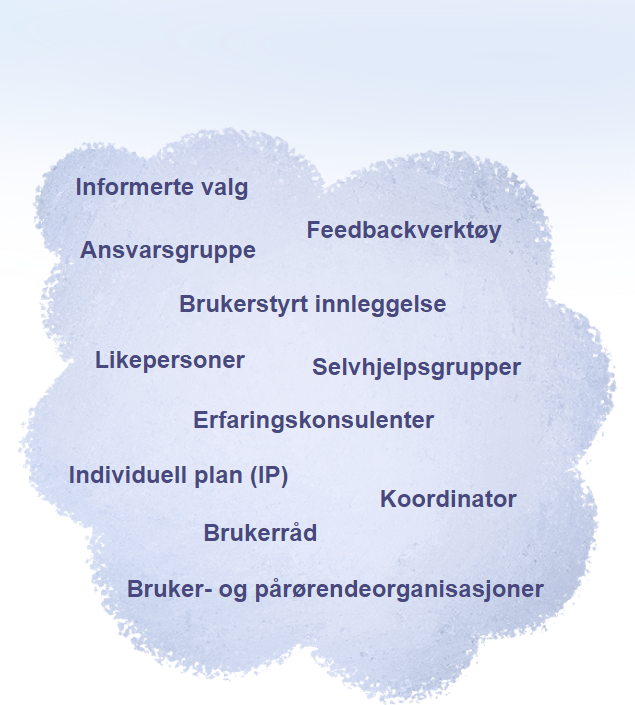 Informerte valg
Feedbackverktøy
Ansvarsgruppe
Brukerstyrt innleggelse
Likepersoner
Selvhjelpsgrupper
Erfaringskonsulenter
Individuell plan (IP)
Koordinator
Brukerråd
Bruker- og pårørendeorganisasjoner